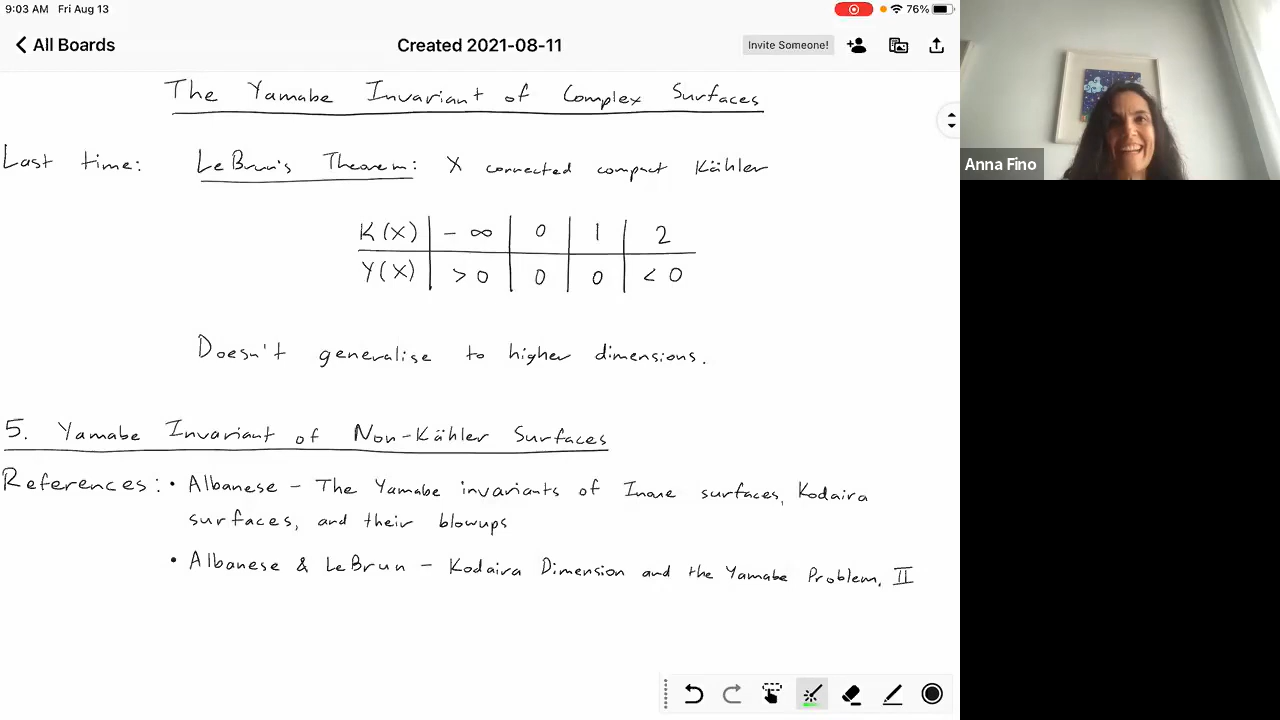 9:03 AM Fri Aug 13
76%
All Boards
Created 2021-08-11
Invite Someone!
The Yamabe Invariant of Complex Surfaces
Last time: LeBrun's Theorem: X connected compact Kähler
K(X) | -∞ | 0 | 1 | 2
Y(X) | > 0 | 0 | 0 | < 0
Doesn't generalise to higher dimensions.
5. Yamabe Invariant of Non-Kähler Surfaces
References: • Albanese - The Yamabe invariants of Inoue surfaces, Kodaira
surfaces, and their blowups
• Albanese & LeBrun - Kodaira Dimension and the Yamabe Problem, II
Anna Fino